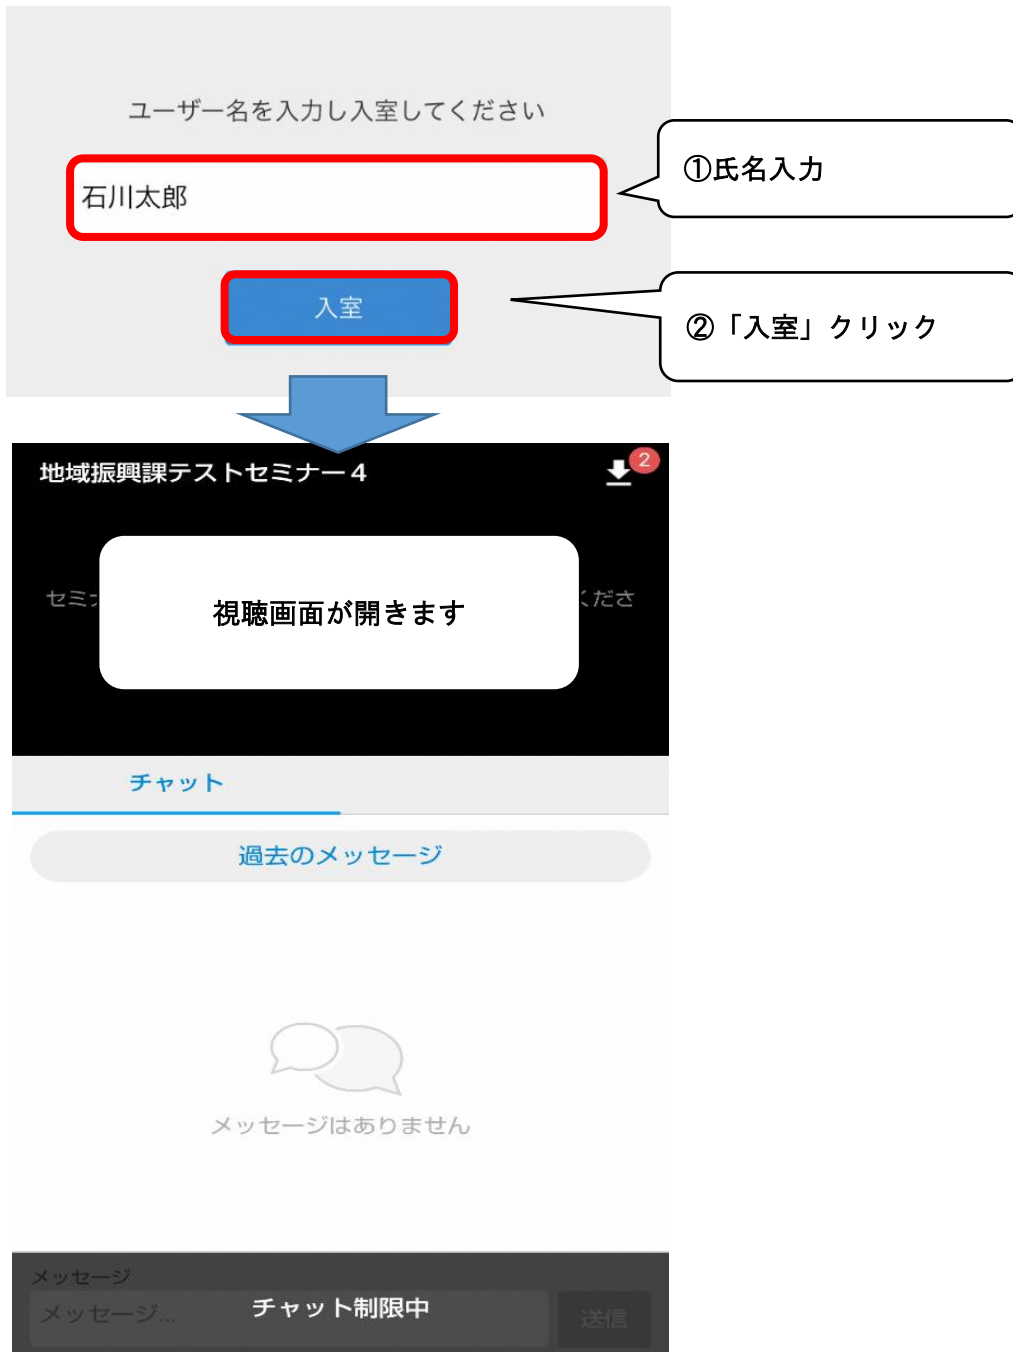 ユーザー名を入力し入室してください
石川太郎
①氏名入力
入室
②「入室」クリック
地域振興課テストセミナー４
2
セミナ
くださ
視聴画面が開きます
チャット
過去のメッセージ
メッセージはありません
メッセージ
メッセージ...
チャット制限中
送信